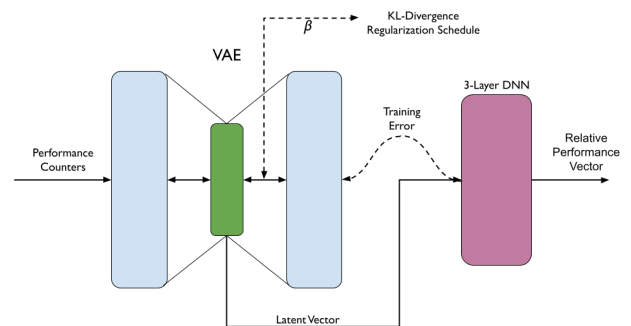 β
KL-Divergence
Regularization Schedule
VAE
3-Layer DNN
Training
Error
Performance
Counters
Relative
Performance
Vector
Latent Vector